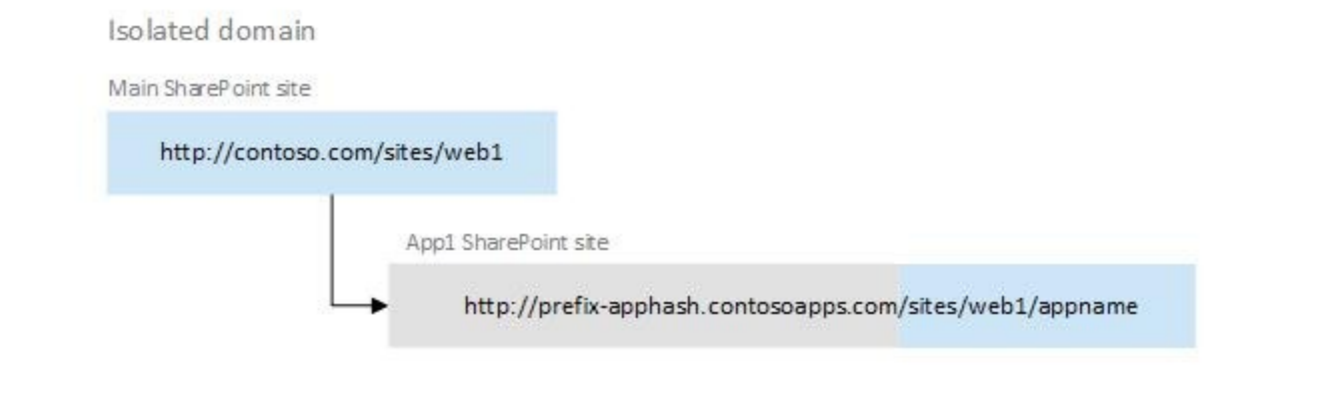 Isolated domain
Main SharePoint site
http://contoso.com/sites/web1
App1 SharePoint site
http://prefix-apphash.contosoapps.com/sites/web1/appname